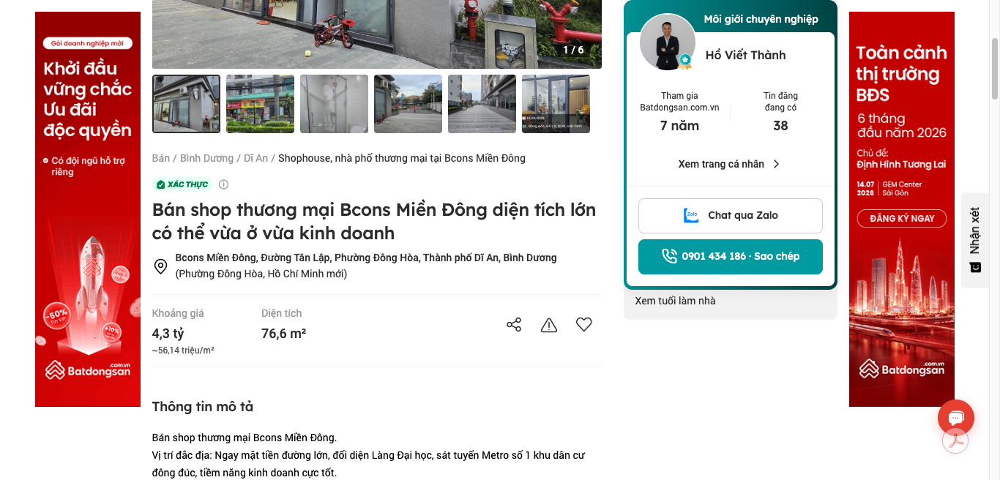 Gói doanh nghiệp mới
Khởi đầu
vững chắc
Ưu đãi
độc quyền
Có đội ngũ hỗ trợ
riêng
-50%
Tin VIP
+10%
Batdongsan
.com.vn
1 / 6
Bán / Bình Dương / Dĩ An / Shophouse, nhà phố thương mại tại Bcons Miền Đông
XÁC THỰC
Bán shop thương mại Bcons Miền Đông diện tích lớn
có thể vừa ở vừa kinh doanh
Bcons Miền Đông, Đường Tân Lập, Phường Đông Hòa, Thành phố Dĩ An, Bình Dương
(Phường Đông Hòa, Hồ Chí Minh mới)
Khoảng giá
4,3 tỷ
~56,14 triệu/m²
Diện tích
76,6 m²
Thông tin mô tả
Bán shop thương mại Bcons Miền Đông.
Vị trí đắc địa: Ngay mặt tiền đường lớn, đối diện Làng Đại học, sát tuyến Metro số 1 khu dân cư
đông đúc, tiềm năng kinh doanh cực tốt.
Môi giới chuyên nghiệp
Hồ Viết Thành
Tham gia
Batdongsan.com.vn
7 năm
Tin đăng
đang có
38
Xem trang cá nhân
Zalo
Chat qua Zalo
0901 434 186 · Sao chép
Xem tuổi làm nhà
Toàn cảnh
thị trường
BĐS
6 tháng
đầu năm 2026
Chủ đề:
Định Hình Tương Lai
14.07
2026
GEM Center
Sài Gòn
ĐĂNG KÝ NGAY
Batdongsan
.com.vn
Nhận xét